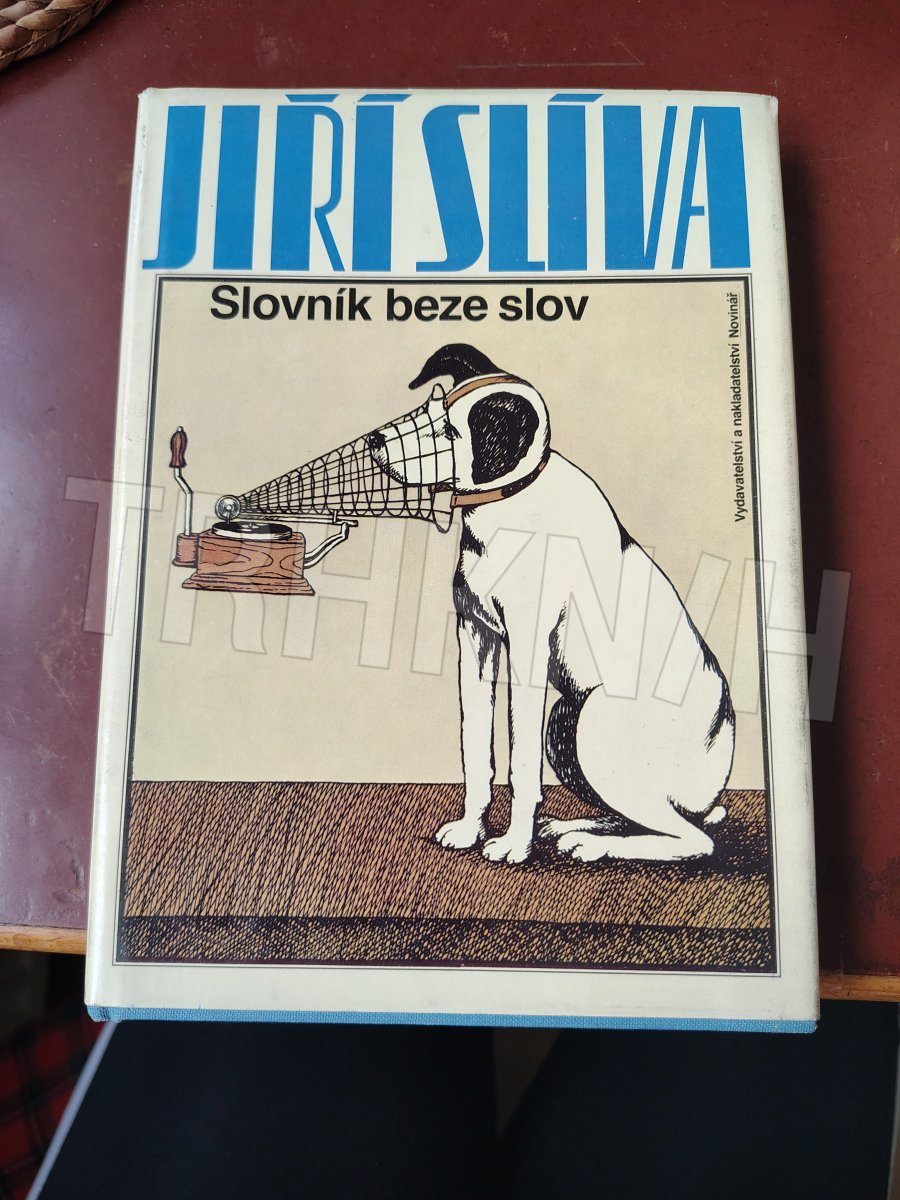 JIŘÍ SLÍVA
Slovník beze slov
Vydavatelství a nakladatelství Novinář
TRHKNIH